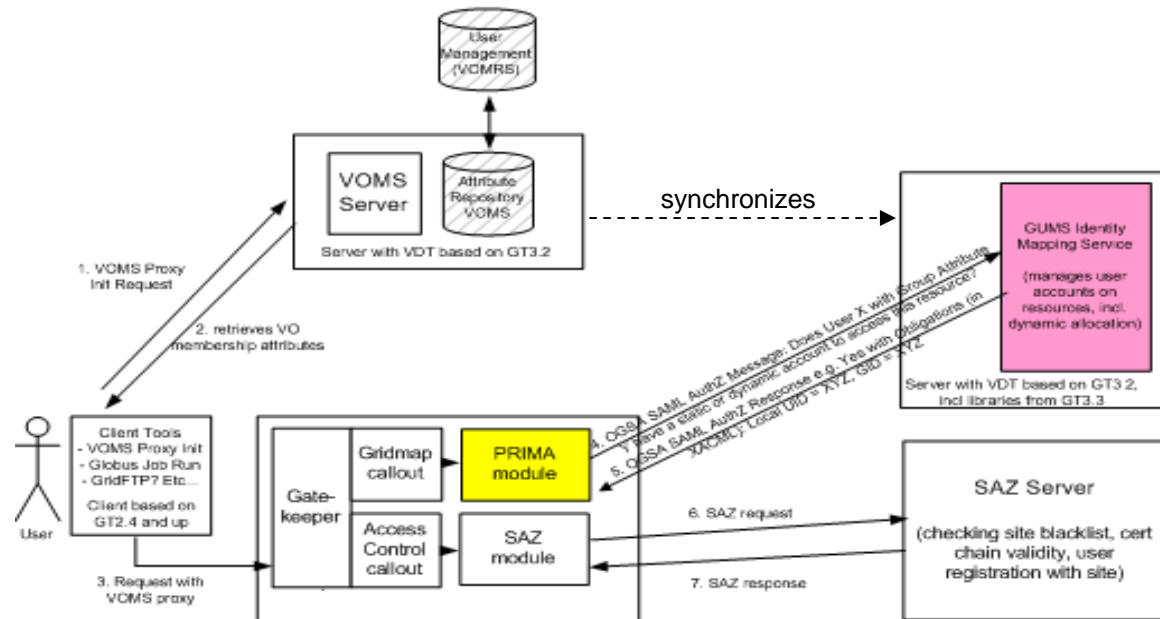 User
Management
(VOMRS)
VOMS
Server
Attribute
Repository
VOMS
Server with VDT based on GT3.2
synchronizes
GUMS Identity
Mapping Service
(manages user
accounts on
resources, incl.
dynamic allocation)
Server with VDT based on GT3 2,
incl libraries from GT3.3
1. VOMS Proxy
Init Request
2. retrieves VO
membership attributes
4. OGSA SAML AuthZ Message: Does User X with Group Attribute
Y have a static or dynamic account to access this resource?
5. OGSA SAML AuthZ Response e.g. Yes with Obligations (in
XACML): Local UID = XYZ, GID = XYZ
Client Tools
- VOMS Proxy Init
- Globus Job Run
- GridFTP? Etc...
Client based on
GT2.4 and up
User
Gate-
keeper
Gridmap
callout
PRIMA
module
Access
Control
callout
SAZ
module
3. Request with
VOMS proxy
6. SAZ request
7. SAZ response
SAZ Server
(checking site blacklist, cert
chain validity, user
registration with site)